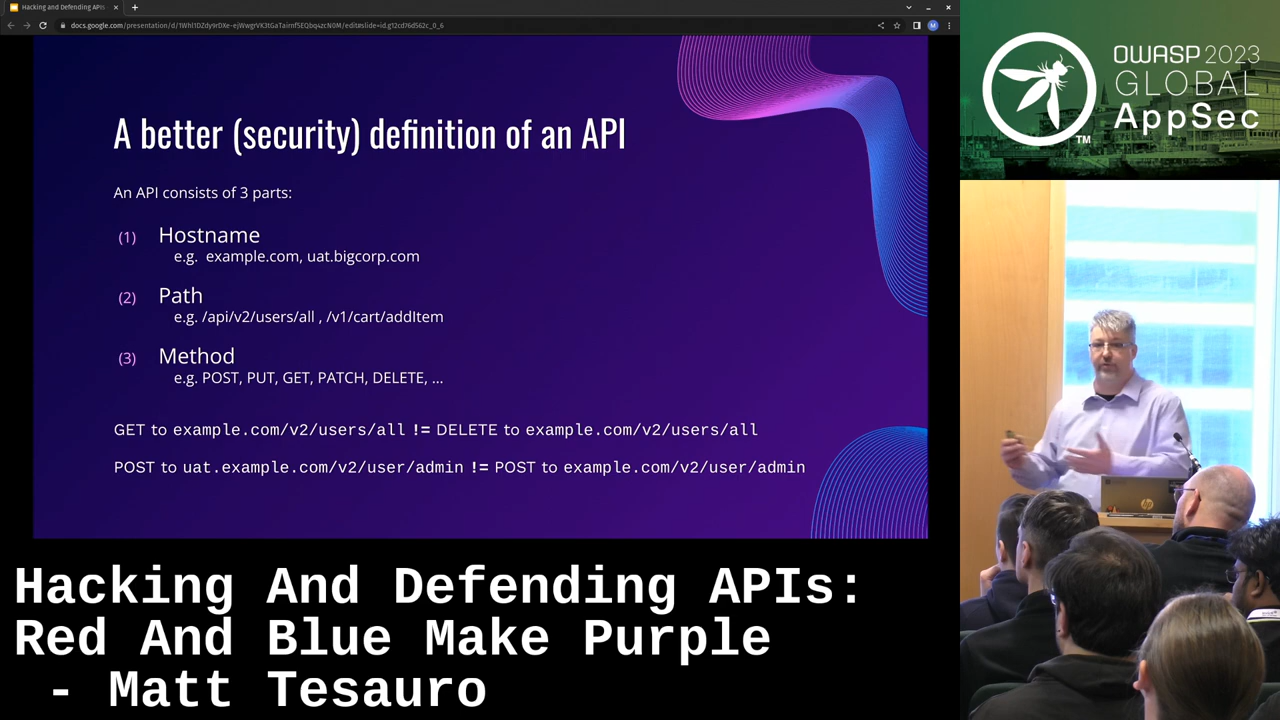 Hacking and Defending APIs
docs.google.com/presentation/d/1Whl1DZdy9rDXe-ejWwgrVK3tGaTairnf5EQbq4zcN0M/edit#slide=id.g12cd76d562c_0_6
M
OWASP 2023
GLOBAL
AppSec
TM
A better (security) definition of an API
An API consists of 3 parts:
(1) Hostname
e.g. example.com, uat.bigcorp.com
(2) Path
e.g. /api/v2/users/all , /v1/cart/addItem
(3) Method
e.g. POST, PUT, GET, PATCH, DELETE, ...
GET to example.com/v2/users/all != DELETE to example.com/v2/users/all
POST to uat.example.com/v2/user/admin != POST to example.com/v2/user/admin
hp
Hacking And Defending APIs:
Red And Blue Make Purple
- Matt Tesauro